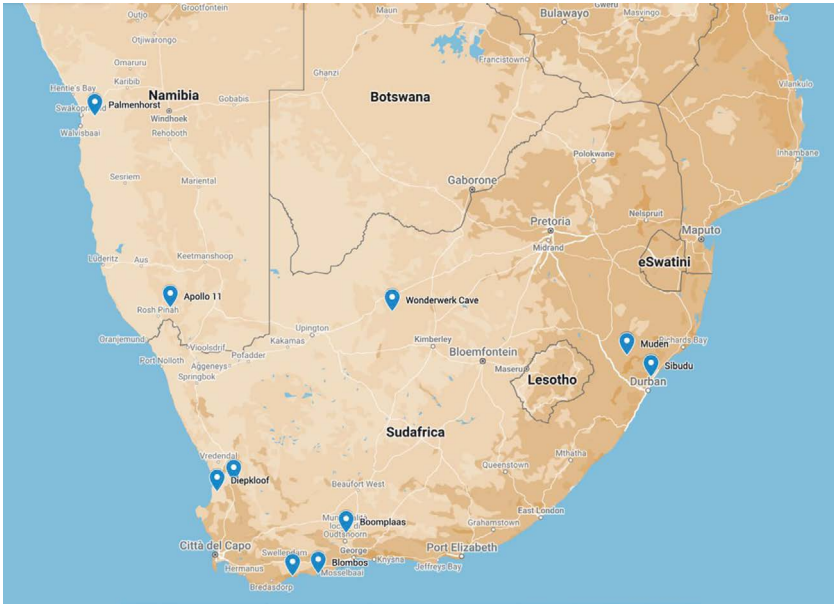 Grootfontein
Outjo
Maun
Bulawayo
Gweru
Masvingo
Beira
Otjiwarongo
Francistown
Omaruru
Ghanzi
Hentie's Bay
Karibib
Namibia
Gobabis
Botswana
Vilankulo
Palmenhorst
Windhoek
Walvisbaai
Rehoboth
Polokwane
Inhambane
Sesriem
Mariental
Gaborone
Nelspruit
Pretoria
Maputo
Midrand
Lüderitz
Aus
Keetmanshoop
eSwatini
Apollo 11
Wonderwerk Cave
Rosh Pinah
Upington
Oranjemund
Kakamas
Kimberley
Muden
Richards Bay
Vioolsdrif
Pofadder
Bloemfontein
Port Nolloth
Aggeneys
Maseru
Sibudu
Springbok
Lesotho
Durban
Sudafrica
Vredendal
Mthatha
Queenstown
Diepkloof
Beaufort West
East London
Boomplaas
Grahamstown
Oudtshoorn
Città del Capo
Swellendam
George
Port Elizabeth
Blombos
Knysna
Hermanus
Mosselbaai
Jeffreys Bay
Bredasdorp